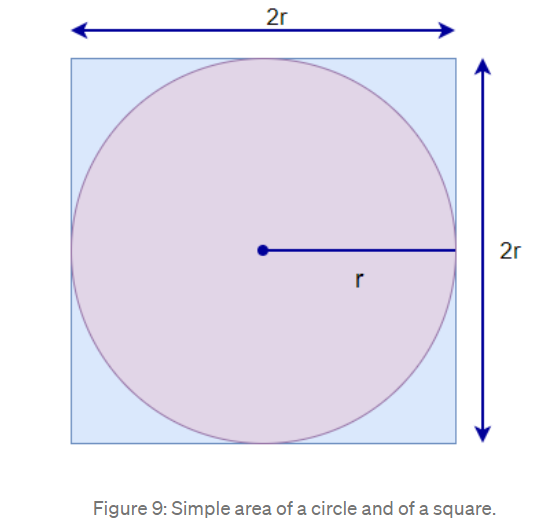 2r
2r
r
Figure 9: Simple area of a circle and of a square.